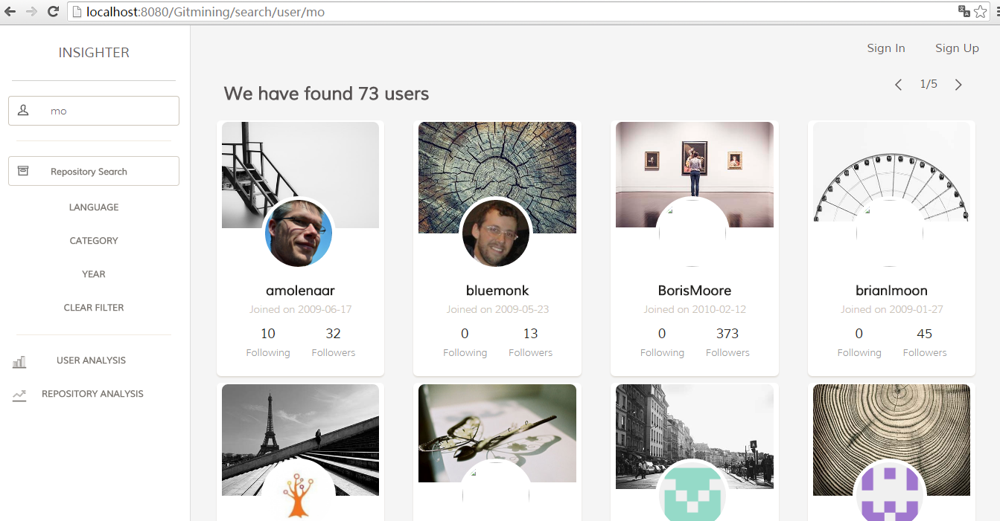 localhost:8080/Gitmining/search/user/mo
INSIGHTER
mo
Repository Search
LANGUAGE
CATEGORY
YEAR
CLEAR FILTER
USER ANALYSIS
REPOSITORY ANALYSIS
Sign In Sign Up
We have found 73 users
1/5
amolenaar
Joined on 2009-06-17
10 32
Following Followers
bluemonk
Joined on 2009-05-23
0 13
Following Followers
BorisMoore
Joined on 2010-02-12
0 373
Following Followers
brianlmoon
Joined on 2009-01-27
0 45
Following Followers